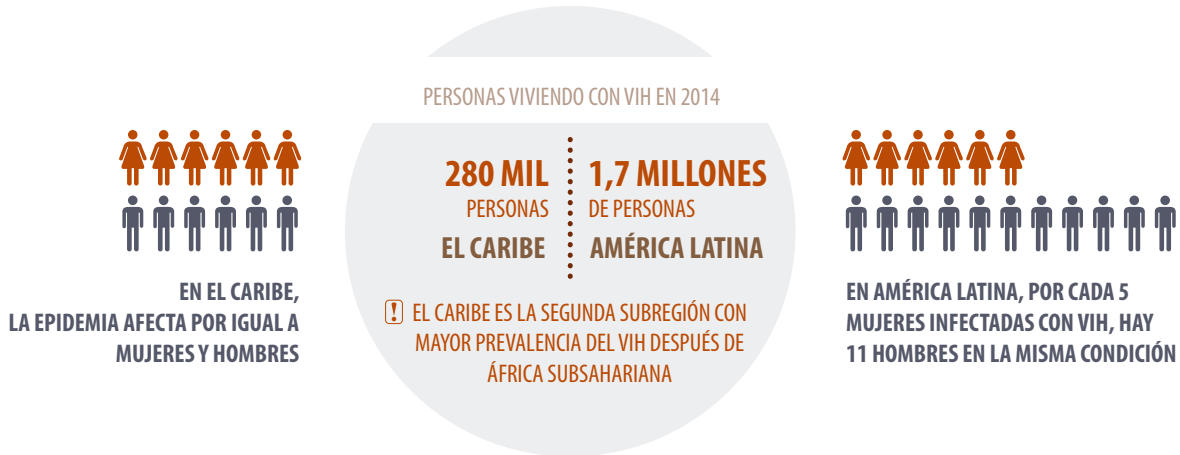 PERSONAS VIVIENDO CON VIH EN 2014
280 MIL
PERSONAS
EL CARIBE
1,7 MILLONES
DE PERSONAS
AMÉRICA LATINA
! EL CARIBE ES LA SEGUNDA SUBREGIÓN CON
MAYOR PREVALENCIA DEL VIH DESPUÉS DE
ÁFRICA SUBSAHARIANA
EN EL CARIBE,
LA EPIDEMIA AFECTA POR IGUAL A
MUJERES Y HOMBRES
EN AMÉRICA LATINA, POR CADA 5
MUJERES INFECTADAS CON VIH, HAY
11 HOMBRES EN LA MISMA CONDICIÓN